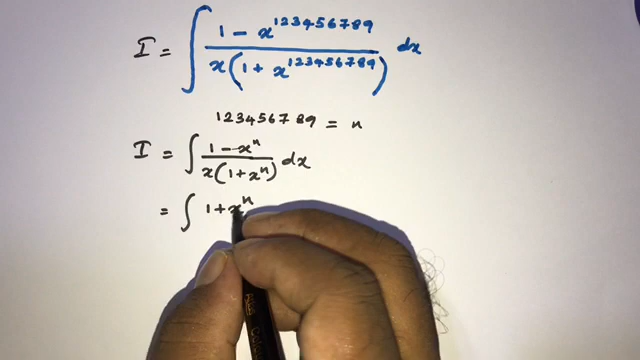 I = ∫ (1 - x^123456789) / (x(1 + x^123456789)) dx
123456789 = n
I = ∫ (1 - x^n) / (x(1 + x^n)) dx
= ∫ 1 + x^n